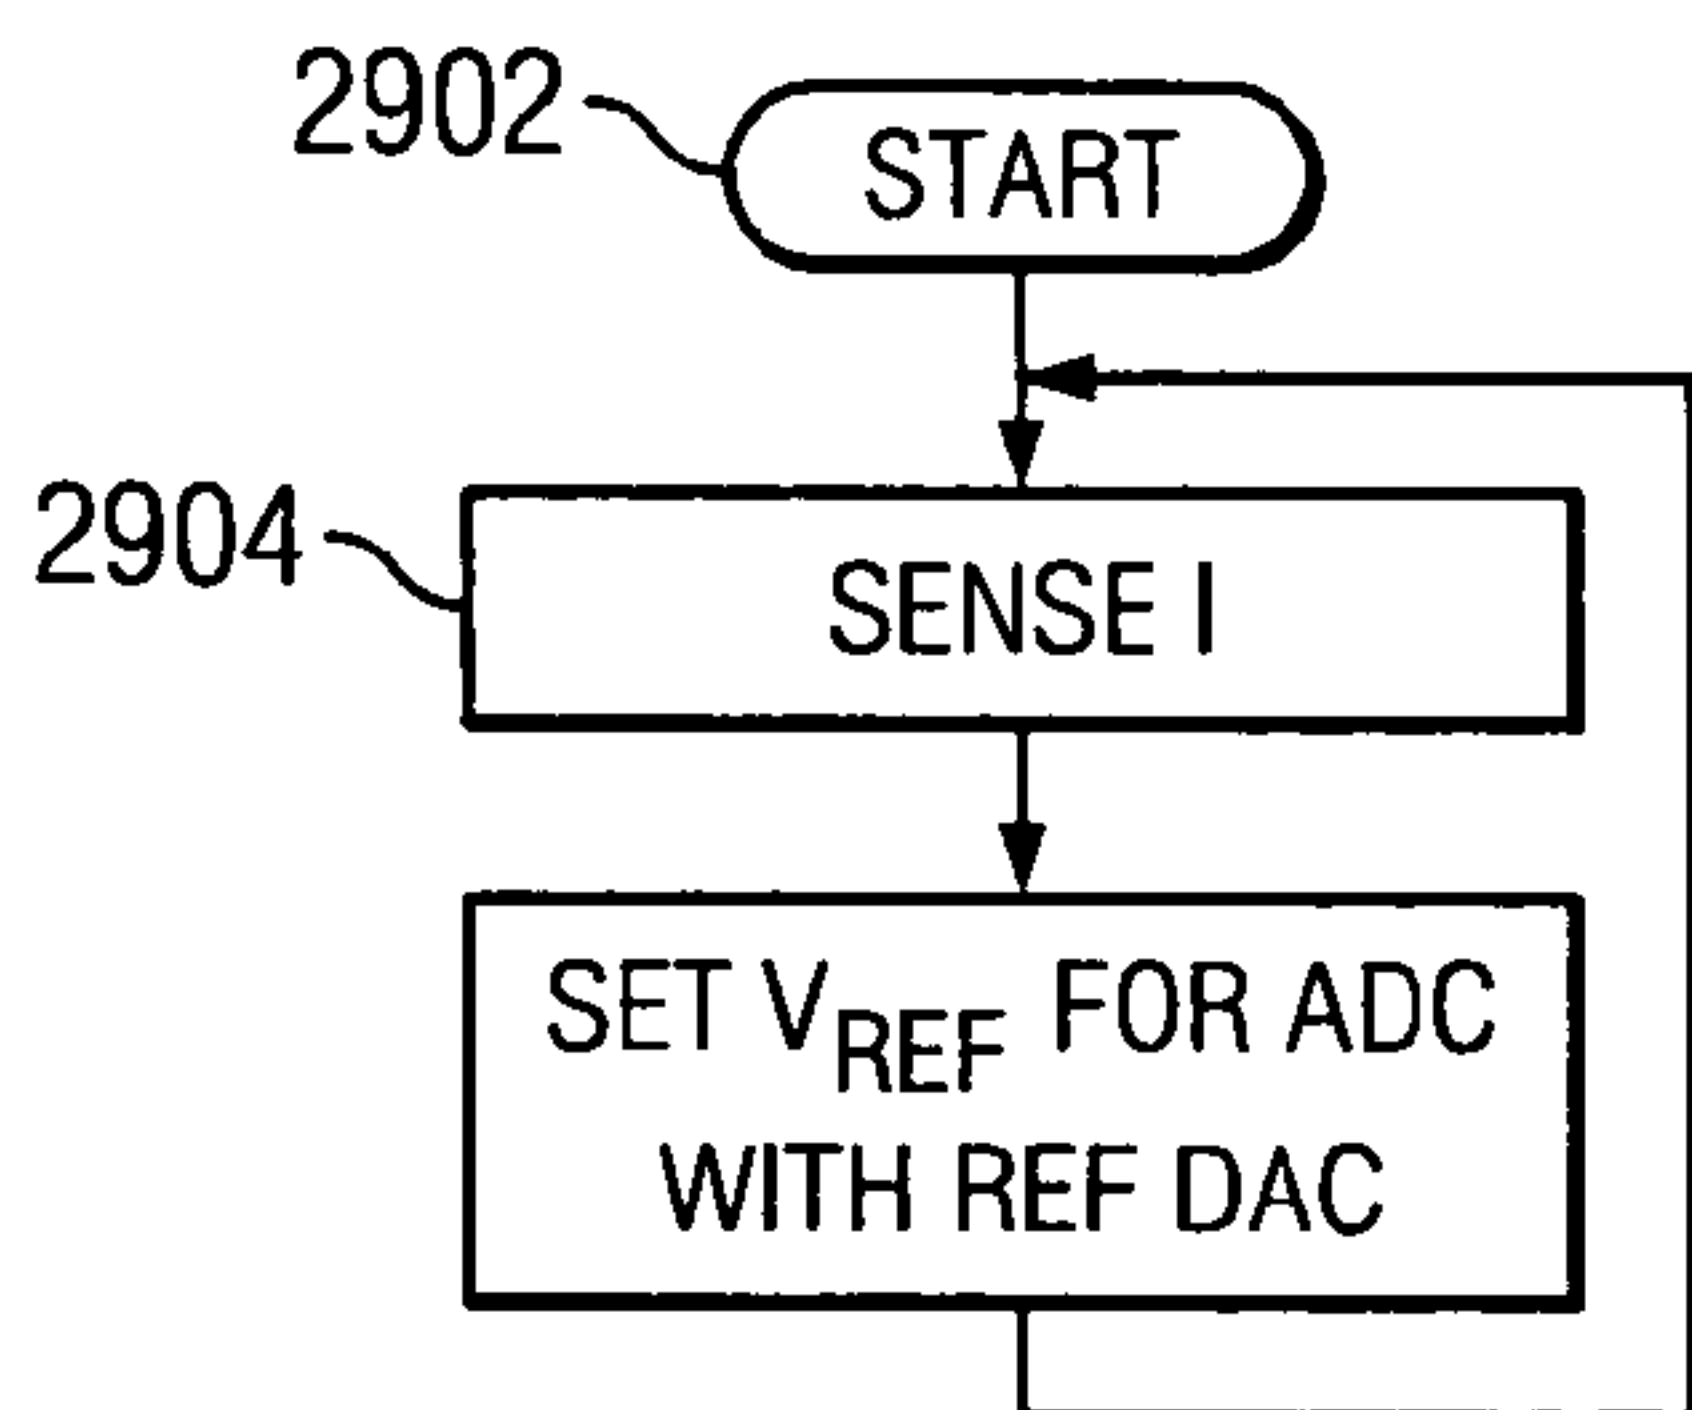 2902
START
2904
SENSE I
SET VREF FOR ADC
WITH REF DAC